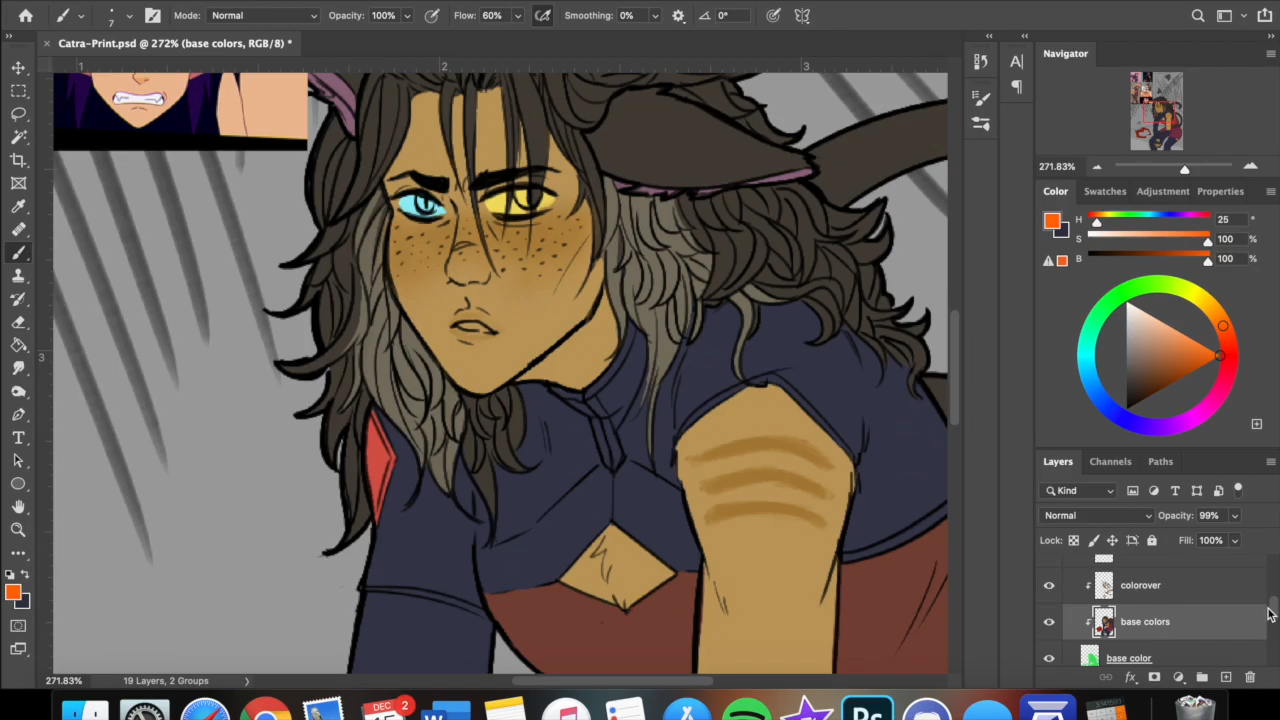 7
Mode: Normal
Opacity: 100%
Flow: 60%
Smoothing: 0%
0°
Catra-Print.psd @ 272% (base colors, RGB/8) *
1
2
3
3
Navigator
271.83%
Color
Swatches
Adjustment
Properties
H
25
°
S
100
%
B
100
%
Layers
Channels
Paths
Kind
Normal
Opacity: 99%
Lock:
Fill: 100%
colorover
base colors
base color
271.83%
19 Layers, 2 Groups
DEC
2
Ps